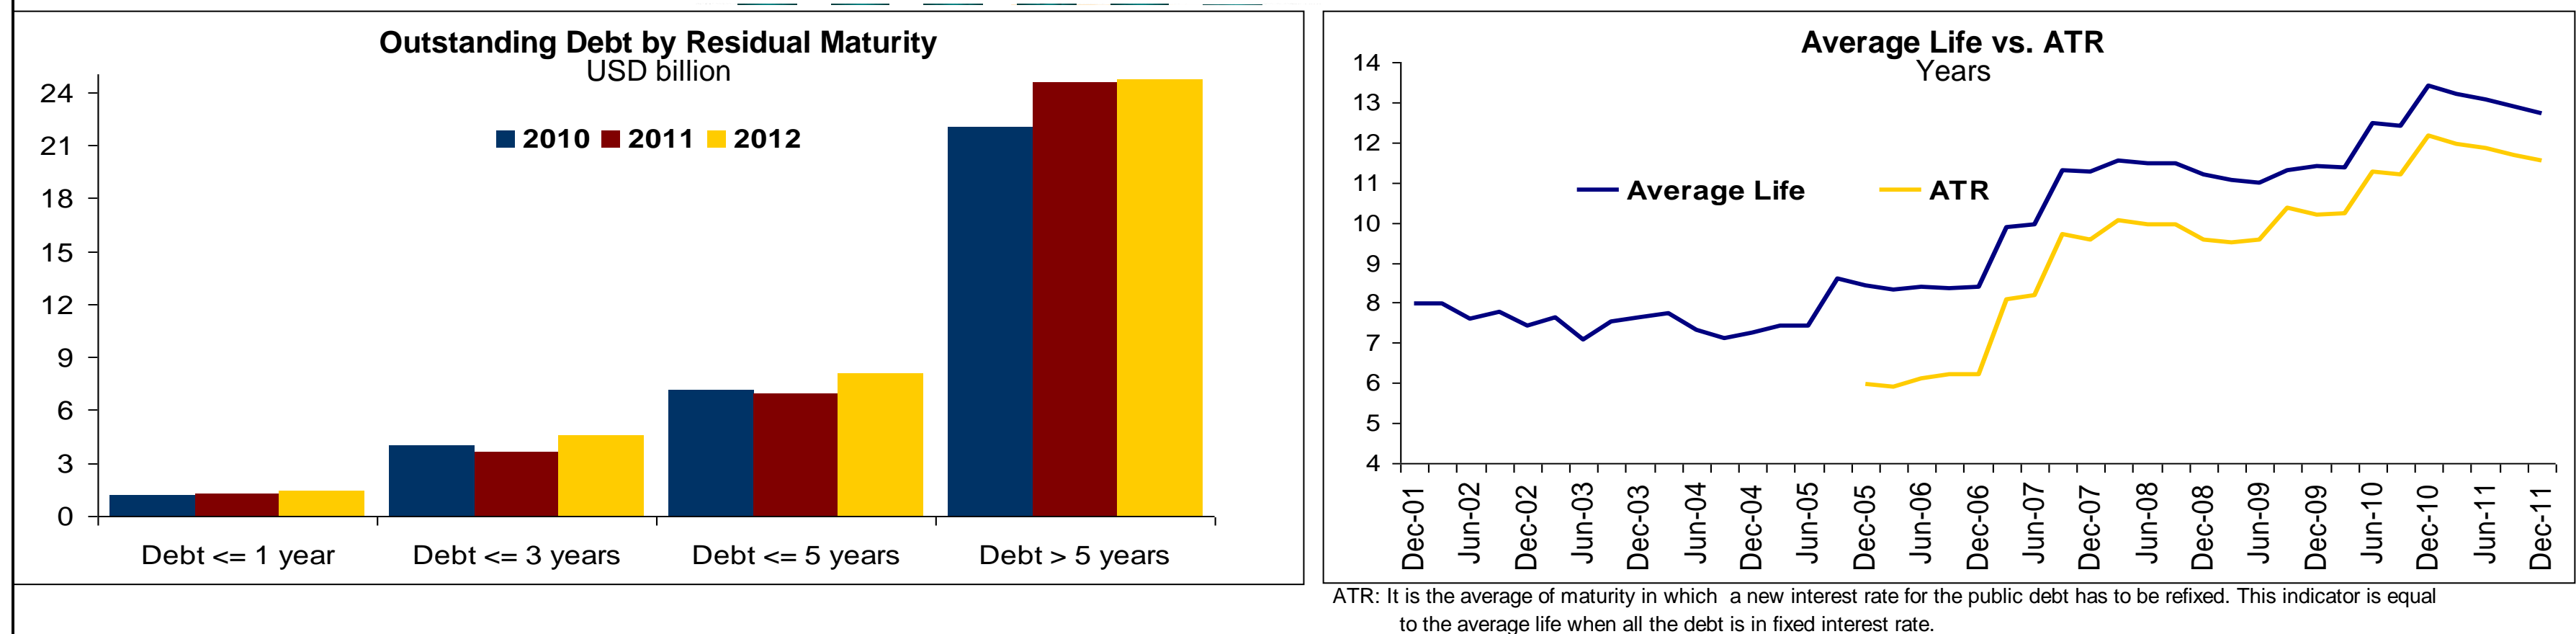 Outstanding Debt by Residual Maturity
USD billion
24
21
18
15
12
9
6
3
0
2010 2011 2012
Debt <= 1 year Debt <= 3 years Debt <= 5 years Debt > 5 years
Average Life vs. ATR
Years
14
13
12
11
10
9
8
7
6
5
4
Average Life ATR
Dec-01 Jun-02 Dec-02 Jun-03 Dec-03 Jun-04 Dec-04 Jun-05 Dec-05 Jun-06 Dec-06 Jun-07 Dec-07 Jun-08 Dec-08 Jun-09 Dec-09 Jun-10 Dec-10 Jun-11 Dec-11
ATR: It is the average of maturity in which a new interest rate for the public debt has to be refixed. This indicator is equal
to the average life when all the debt is in fixed interest rate.